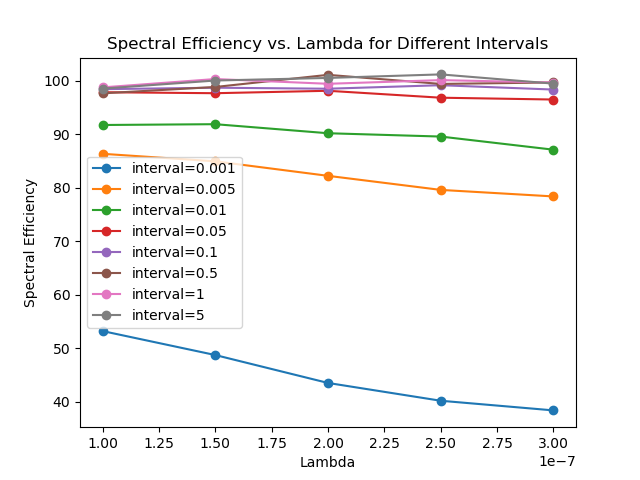 Spectral Efficiency vs. Lambda for Different Intervals
100
90
80
70
60
50
40
Spectral Efficiency
interval=0.001
interval=0.005
interval=0.01
interval=0.05
interval=0.1
interval=0.5
interval=1
interval=5
1.00 1.25 1.50 1.75 2.00 2.25 2.50 2.75 3.00
1e−7
Lambda